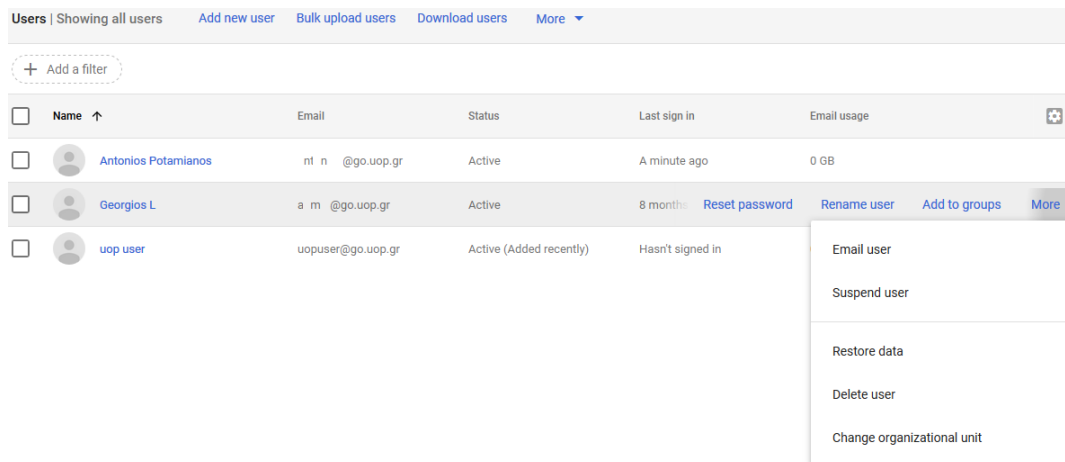 Users | Showing all users Add new user Bulk upload users Download users More
Add a filter
Name Email Status Last sign in Email usage
Antonios Potamianos nt n @go.uop.gr Active A minute ago 0 GB
Georgios L a m @go.uop.gr Active 8 months Reset password Rename user Add to groups More
uop user uopuser@go.uop.gr Active (Added recently) Hasn't signed in
Email user
Suspend user
Restore data
Delete user
Change organizational unit